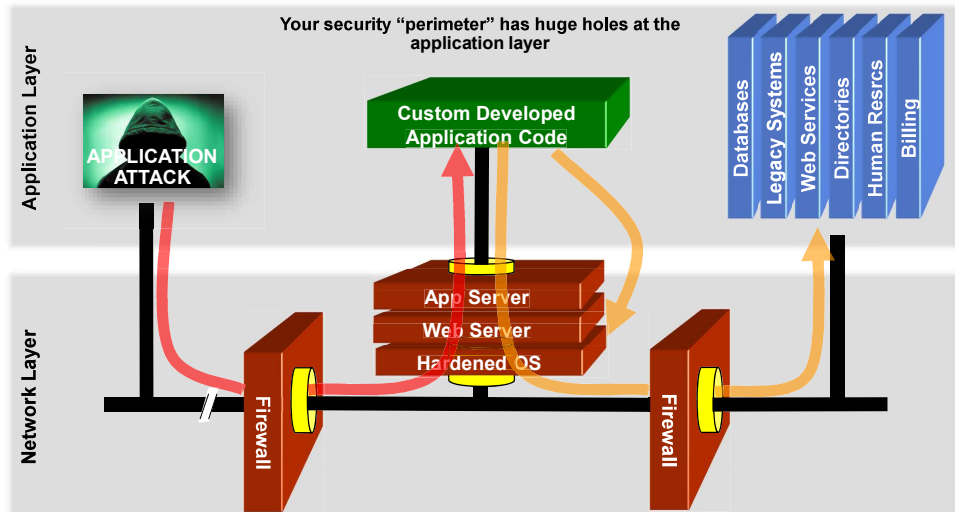 Your security “perimeter” has huge holes at the
application layer
Application Layer
APPLICATION
ATTACK
Custom Developed
Application Code
Databases
Legacy Systems
Web Services
Directories
Human Resrcs
Billing
Network Layer
Firewall
App Server
Web Server
Hardened OS
Firewall